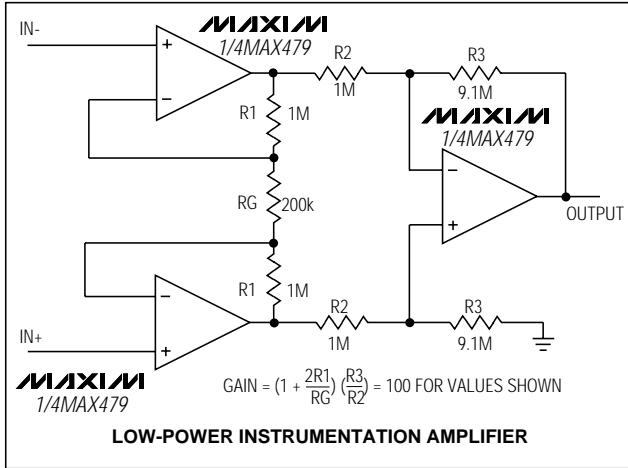 IN-
MAXIM
1/4MAX479
+
−
R1
1M
R2
1M
R3
9.1M
MAXIM
1/4MAX479
−
+
OUTPUT
RG
200k
R1
1M
−
+
IN+
R2
1M
R3
9.1M
MAXIM
1/4MAX479
GAIN = (1 + 2R1/RG) (R3/R2) = 100 FOR VALUES SHOWN
LOW-POWER INSTRUMENTATION AMPLIFIER